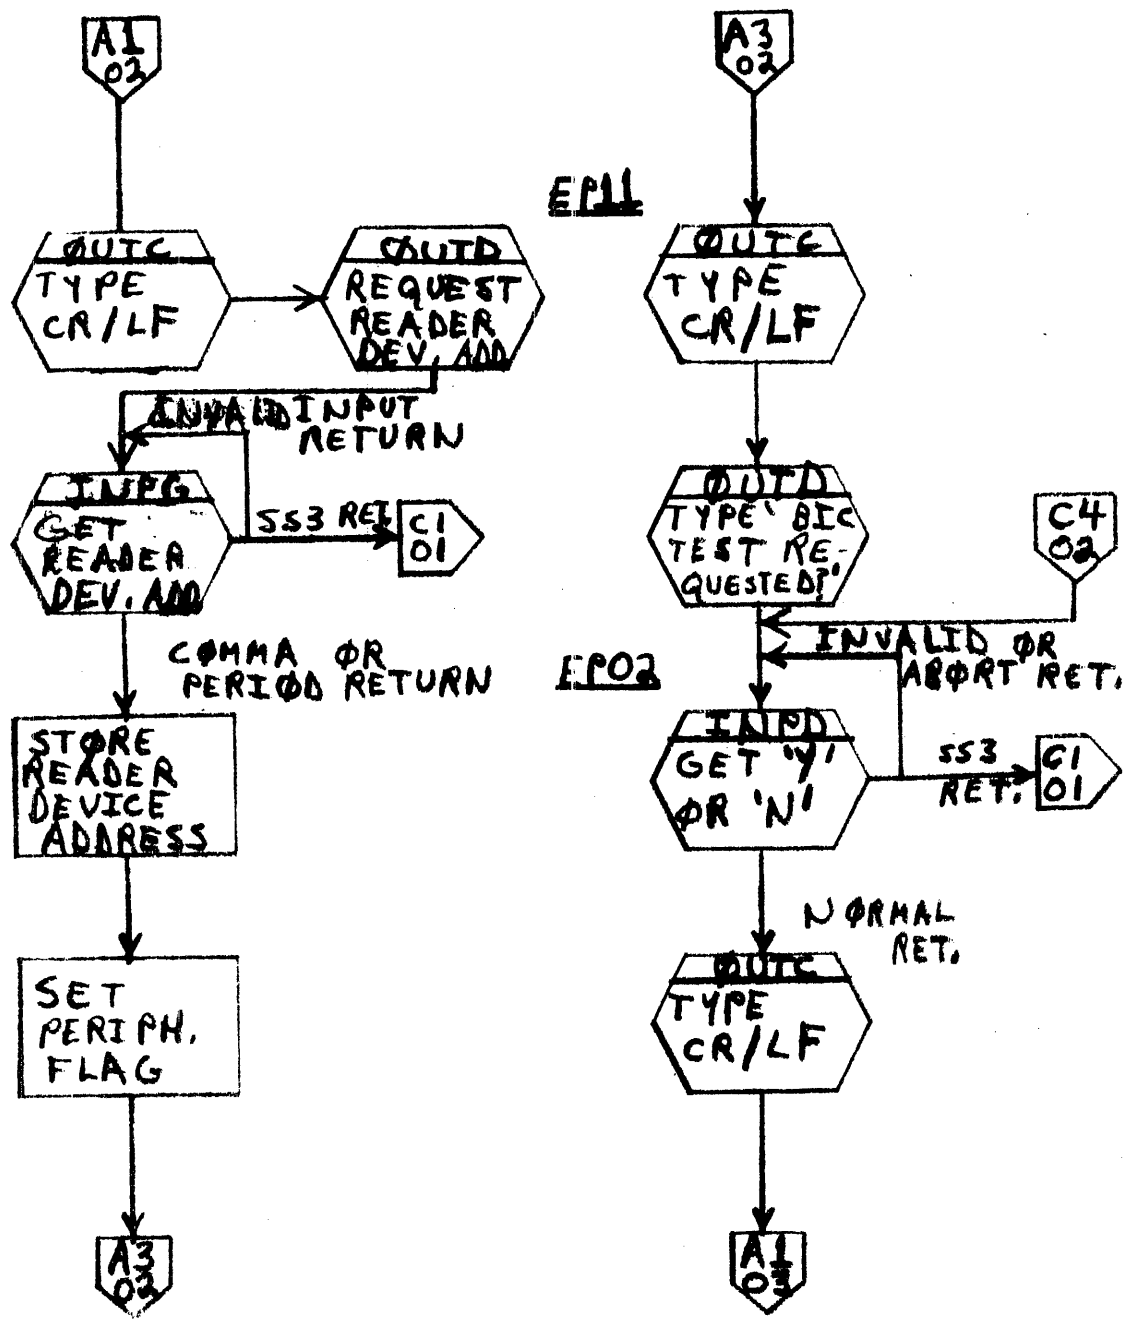 A1
02
ØUTC
TYPE
CR/LF
ØUTD
REQUEST
READER
DEV. ADD
INVALID INPUT
RETURN
INPG
GET
READER
DEV. ADD
SS3 RET.
C1
01
CØMMA ØR
PERIØD RETURN
STØRE
READER
DEVICE
ADDRESS
SET
PERIPH.
FLAG
A3
02
A3
02
EP11
ØUTC
TYPE
CR/LF
ØUTD
TYPE 'BIC
TEST RE-
QUESTED?'
C4
02
INVALID ØR
ABØRT RET.
EP02
INPD
GET 'Y'
ØR 'N'
SS3
RET.
C1
01
NØRMAL
RET.
ØUTC
TYPE
CR/LF
A1
03